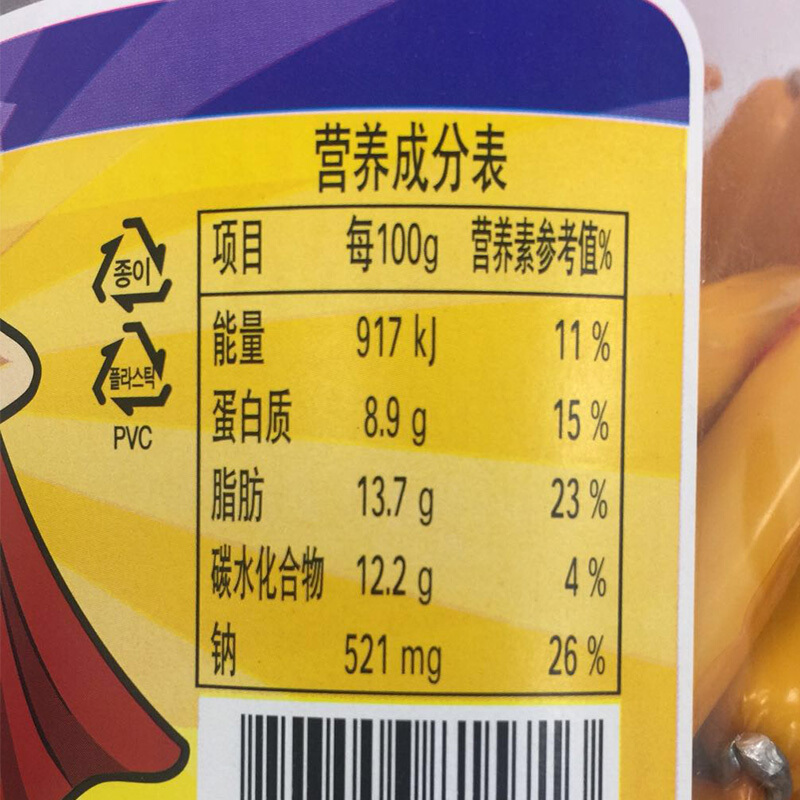 营养成分表
项目 每100g 营养素参考值%
能量 917 kJ 11 %
蛋白质 8.9 g 15 %
脂肪 13.7 g 23 %
碳水化合物 12.2 g 4 %
钠 521 mg 26 %
종이
플라스틱
PVC